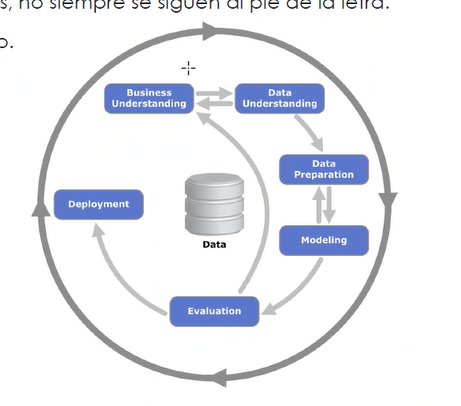 s, no siempre se siguen al pie de la letra.
o.
Business
Understanding
Data
Understanding
Data
Preparation
Deployment
Data
Modeling
Evaluation